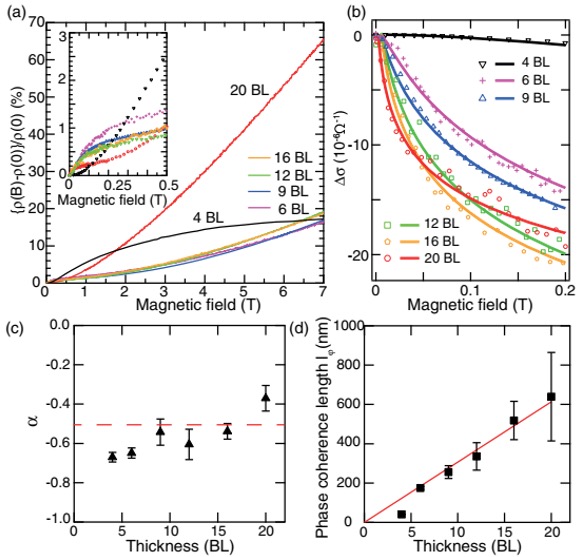 (a)
{ρ(B)-ρ(0)}/ρ(0) (%)
70
60
50
40
30
20
10
0
3
2
1
0
0 0.25 0.5
Magnetic field (T)
20 BL
16 BL
12 BL
9 BL
6 BL
4 BL
0 1 2 3 4 5 6 7
Magnetic field (T)
(b)
Δσ (10⁻⁶Ω⁻¹)
0
-10
-20
4 BL
6 BL
9 BL
12 BL
16 BL
20 BL
0 0.1 0.2
Magnetic field (T)
(c)
α
0.0
-0.2
-0.4
-0.6
-0.8
-1.0
0 5 10 15 20
Thickness (BL)
(d)
Phase coherence length lφ(nm)
1000
800
600
400
200
0
0 5 10 15 20
Thickness (BL)